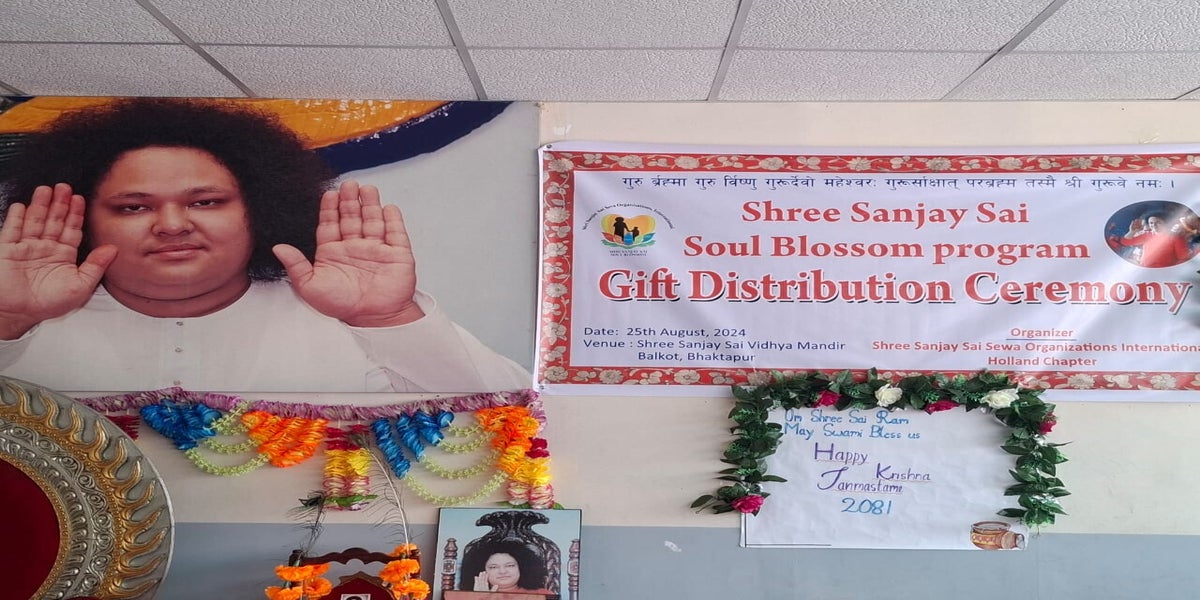 गुरु र्ब्रह्मा गुरु र्विष्णु गुरूर्देवो महेश्वरः गुरूर्साक्षात् परब्रह्म तस्मै श्री गुरूवे नमः ।
Shree Sanjay Sai
Soul Blossom program
Gift Distribution Ceremony
Date: 25th August, 2024
Venue : Shree Sanjay Sai Vidhya Mandir
Balkot, Bhaktapur
Organizer
Shree Sanjay Sai Sewa Organizations Internationa
Holland Chapter
Om Shree Sai Ram
May Swami Bless us
Happy
Krishna
Janmastami
2081